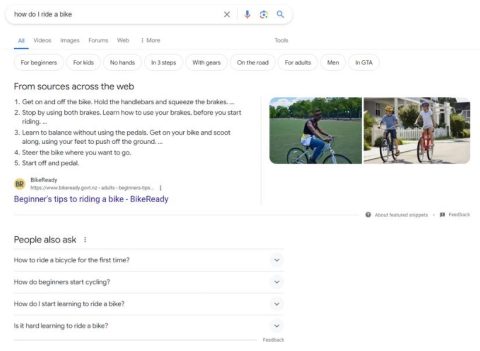 how do I ride a bike
All Videos Images Forums Web More Tools
For beginners For kids No hands In 3 steps With gears On the road For adults Men In GTA
From sources across the web
1. Get on and off the bike. Hold the handlebars and squeeze the brakes. ...
2. Stop by using both brakes. Learn how to use your brakes, before you start
riding. ...
3. Learn to balance without using the pedals. Get on your bike and scoot
along, using your feet to push off the ground. ...
4. Steer the bike where you want to go.
5. Start off and pedal.
BR
BikeReady
https://www.bikeready.govt.nz › adults › beginners-tips...
Beginner's tips to riding a bike - BikeReady
About featured snippets • Feedback
People also ask
How to ride a bicycle for the first time?
How do beginners start cycling?
How do I start learning to ride a bike?
Is it hard learning to ride a bike?
Feedback